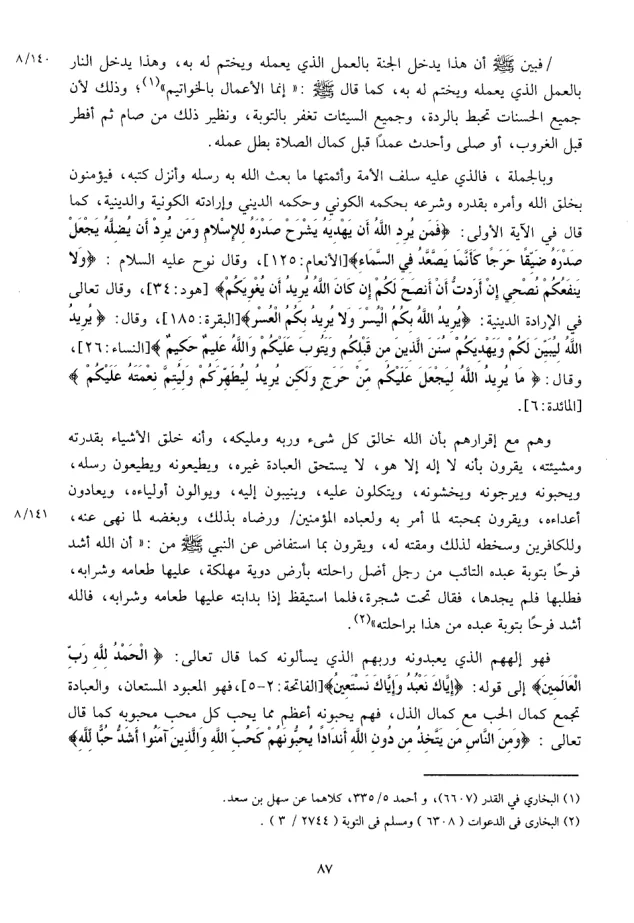 ٨/١٤٠
/ فبين ﷺ أن هذا يدخل الجنة بالعمل الذي يعمله ويختم له به، وهذا يدخل النار
بالعمل الذي يعمله ويختم له به، كما قال ﷺ :« إنما الأعمال بالخواتيم»(١)؛ وذلك لأن
جميع الحسنات تحبط بالردة، وجميع السيئات تغفر بالتوبة، ونظير ذلك من صام ثم أفطر
قبل الغروب، أو صلى وأحدث عمدًا قبل كمال الصلاة بطل عمله.
وبالجملة ، فالذي عليه سلف الأمة وأئمتها ما بعث الله به رسله وأنزل كتبه، فيؤمنون
بخلق الله وأمره بقدره وشرعه بحكمه الكوني وحكمه الديني وإرادته الكونية والدينية، كما
قال في الآية الأولى: ﴿فَمَن يُرِدِ اللَّهُ أَن يَهْدِيَهُ يَشْرَحْ صَدْرَهُ لِلإِسْلامِ وَمَن يُرِدْ أَن يُضِلَّهُ يَجْعَلْ
صَدْرَهُ ضَيِّقًا حَرَجًا كَأَنَّمَا يَصَّعَّدُ فِي السَّمَاءِ﴾[الأنعام:١٢٥]، وقال نوح عليه السلام : ﴿وَلَا
يَنفَعُكُمْ نُصْحِي إِنْ أَرَدتُّ أَنْ أَنصَحَ لَكُمْ إِن كَانَ اللَّهُ يُرِيدُ أَن يُغْوِيَكُمْ﴾ [هود:٣٤]، وقال تعالى
في الإرادة الدينية: ﴿يُرِيدُ اللَّهُ بِكُمُ الْيُسْرَ وَلا يُرِيدُ بِكُمُ الْعُسْرَ﴾[البقرة:١٨٥]، وقال: ﴿ يُرِيدُ
اللَّهُ لِيُبَيِّنَ لَكُمْ وَيَهْدِيَكُمْ سُنَنَ الَّذِينَ مِن قَبْلِكُمْ وَيَتُوبَ عَلَيْكُمْ وَاللَّهُ عَلِيمٌ حَكِيمٌ ﴾[النساء:٢٦]،
وقال: ﴿ مَا يُرِيدُ اللَّهُ لِيَجْعَلَ عَلَيْكُم مِّنْ حَرَجٍ وَلَكِن يُرِيدُ لِيُطَهِّرَكُمْ وَلِيُتِمَّ نِعْمَتَهُ عَلَيْكُمْ ﴾
[المائدة:٦].
وهم مع إقرارهم بأن الله خالق كل شىء وربه ومليكه، وأنه خلق الأشياء بقدرته
ومشيئته، يقرون بأنه لا إله إلا هو، لا يستحق العبادة غيره، ويطيعونه ويطيعون رسله،
ويحبونه ويرجونه ويخشونه، ويتكلون عليه، وينيبون إليه، ويوالون أولياءه، ويعادون
٨/١٤١
أعداءه، ويقرون بمحبته لما أمر به ولعباده المؤمنين/ ورضاه بذلك، وبغضه لما نهى عنه،
وللكافرين وسخطه لذلك ومقته له، ويقرون بما استفاض عن النبي ﷺ من :« أن الله أشد
فرحًا بتوبة عبده التائب من رجل أضل راحلته بأرض دوية مهلكة، عليها طعامه وشرابه،
فطلبها فلم يجدها، فقال تحت شجرة،فلما استيقظ إذا بدابته عليها طعامه وشرابه، فالله
أشد فرحًا بتوبة عبده من هذا براحلته»(٢).
فهو إلههم الذي يعبدونه وربهم الذي يسألونه كما قال تعالى: ﴿ الْحَمْدُ لِلَّهِ رَبِّ
الْعَالَمِينَ﴾ إلى قوله: ﴿إِيَّاكَ نَعْبُدُ وَإِيَّاكَ نَسْتَعِينُ﴾[الفاتحة:٢-٥]،فهو المعبود المستعان، والعبادة
تجمع كمال الحب مع كمال الذل، فهم يحبونه أعظم مما يحب كل محب محبوبه كما قال
تعالى : ﴿وَمِنَ النَّاسِ مَن يَتَّخِذُ مِن دُونِ اللَّهِ أَندَادًا يُحِبُّونَهُمْ كَحُبِّ اللَّهِ وَالَّذِينَ آمَنُوا أَشَدُّ حُبًّا لِّلَّهِ﴾
(١) البخاري في القدر (٦٦٠٧)، و أحمد ٣٣٥/٥، كلاهما عن سهل بن سعد.
(٢) البخارى فى الدعوات ( ٦٣٠٨ ) ومسلم فى التوبة ( ٢٧٤٤ / ٣ ) .
٨٧